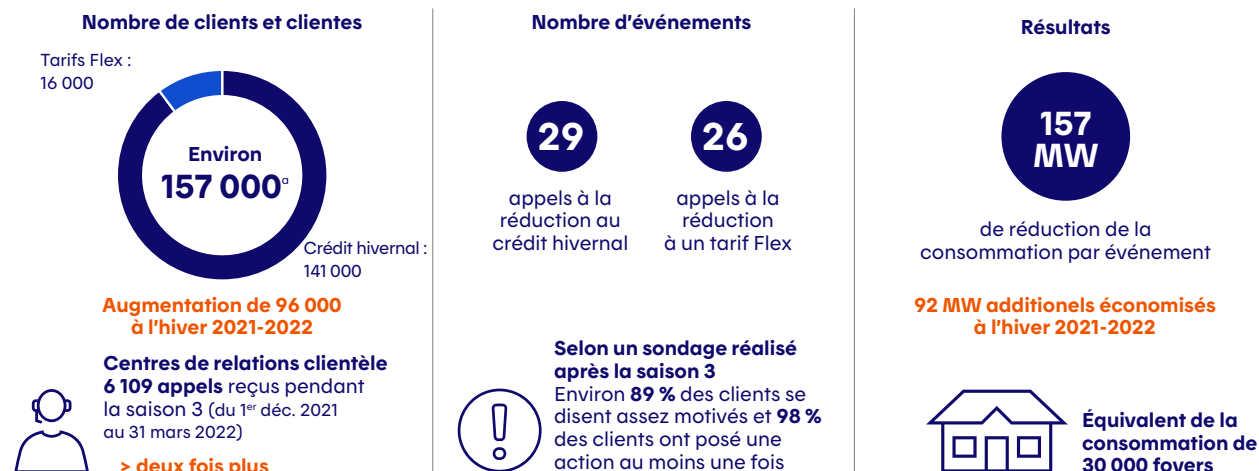 Nombre de clients et clientes
Tarifs Flex :
16 000
Environ
157 000ᵃ
Crédit hivernal :
141 000
Augmentation de 96 000
à l'hiver 2021-2022
Centres de relations clientèle
6 109 appels reçus pendant
la saison 3 (du 1ᵉʳ déc. 2021
au 31 mars 2022)
> deux fois plus
Nombre d'événements
29
appels à la
réduction au
crédit hivernal
26
appels à la
réduction
à un tarif Flex
Selon un sondage réalisé
après la saison 3
Environ 89 % des clients se
disent assez motivés et 98 %
des clients ont posé une
action au moins une fois
Résultats
157
MW
de réduction de la
consommation par événement
92 MW additionels économisés
à l'hiver 2021-2022
Équivalent de la
consommation de
30 000 foyers